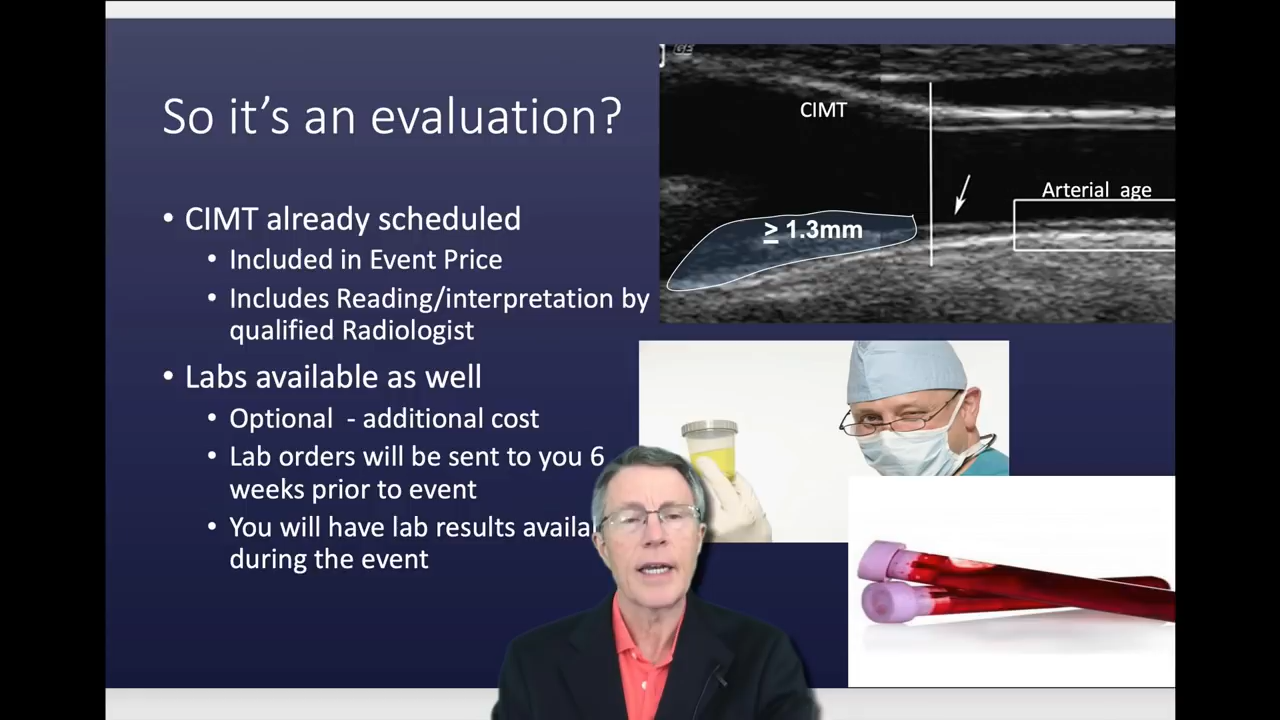 GE
So it's an evaluation?
CIMT
Arterial age
≥ 1.3mm
• CIMT already scheduled
• Included in Event Price
• Includes Reading/interpretation by
qualified Radiologist
• Labs available as well
• Optional - additional cost
• Lab orders will be sent to you 6
weeks prior to event
• You will have lab results
during the event